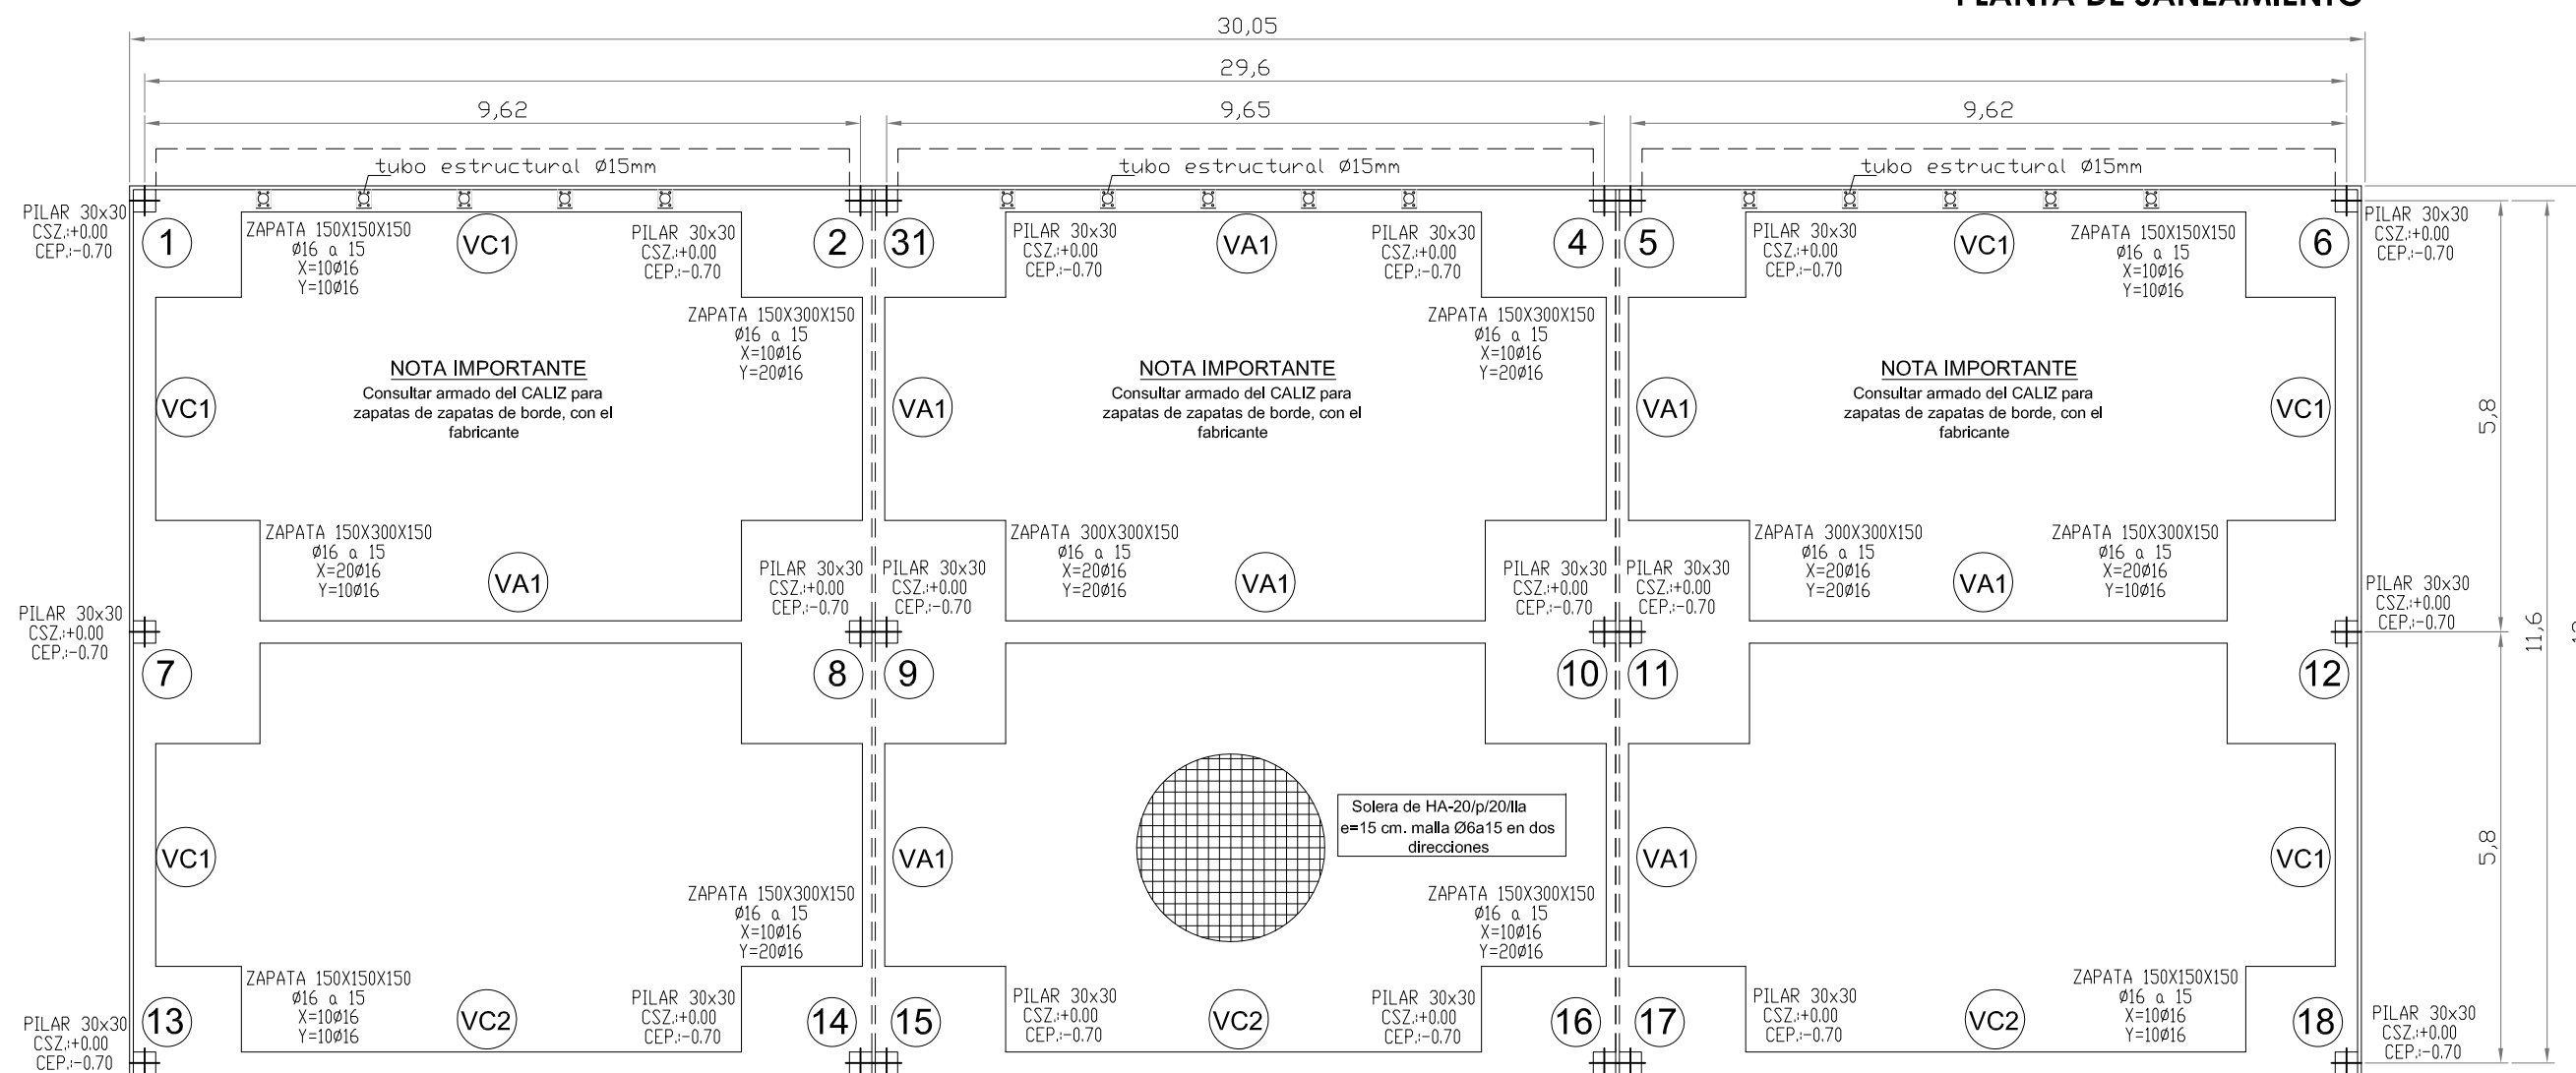 PLANTA DE SANEAMIENTO
30,05
29,6
9,62
9,65
9,62
tubo estructural Ø15mm
tubo estructural Ø15mm
tubo estructural Ø15mm
PILAR 30x30
CSZ.:+0.00
CEP.:-0.70
1
ZAPATA 150X150X150
Ø16 a 15
X=10Ø16
Y=10Ø16
VC1
PILAR 30x30
CSZ.:+0.00
CEP.:-0.70
2
31
PILAR 30x30
CSZ.:+0.00
CEP.:-0.70
VA1
PILAR 30x30
CSZ.:+0.00
CEP.:-0.70
4
5
PILAR 30x30
CSZ.:+0.00
CEP.:-0.70
VC1
ZAPATA 150X150X150
Ø16 a 15
X=10Ø16
Y=10Ø16
6
PILAR 30x30
CSZ.:+0.00
CEP.:-0.70
ZAPATA 150X300X150
Ø16 a 15
X=10Ø16
Y=20Ø16
ZAPATA 150X300X150
Ø16 a 15
X=10Ø16
Y=20Ø16
NOTA IMPORTANTE
Consultar armado del CALIZ para
zapatas de zapatas de borde, con el
fabricante
NOTA IMPORTANTE
Consultar armado del CALIZ para
zapatas de zapatas de borde, con el
fabricante
NOTA IMPORTANTE
Consultar armado del CALIZ para
zapatas de zapatas de borde, con el
fabricante
VC1
VA1
VA1
VC1
5,8
ZAPATA 150X300X150
Ø16 a 15
X=20Ø16
Y=10Ø16
VA1
PILAR 30x30
CSZ.:+0.00
CEP.:-0.70
PILAR 30x30
CSZ.:+0.00
CEP.:-0.70
ZAPATA 300X300X150
Ø16 a 15
X=20Ø16
Y=20Ø16
VA1
PILAR 30x30
CSZ.:+0.00
CEP.:-0.70
PILAR 30x30
CSZ.:+0.00
CEP.:-0.70
ZAPATA 300X300X150
Ø16 a 15
X=20Ø16
Y=20Ø16
VA1
ZAPATA 150X300X150
Ø16 a 15
X=20Ø16
Y=10Ø16
PILAR 30x30
CSZ.:+0.00
CEP.:-0.70
PILAR 30x30
CSZ.:+0.00
CEP.:-0.70
11,6
7
8
9
10
11
12
Solera de HA-20/p/20/IIa
e=15 cm. malla Ø6a15 en dos
direcciones
VC1
VA1
VA1
VC1
5,8
ZAPATA 150X300X150
Ø16 a 15
X=10Ø16
Y=20Ø16
ZAPATA 150X300X150
Ø16 a 15
X=10Ø16
Y=20Ø16
PILAR 30x30
CSZ.:+0.00
CEP.:-0.70
13
ZAPATA 150X150X150
Ø16 a 15
X=10Ø16
Y=10Ø16
VC2
PILAR 30x30
CSZ.:+0.00
CEP.:-0.70
14
15
PILAR 30x30
CSZ.:+0.00
CEP.:-0.70
VC2
PILAR 30x30
CSZ.:+0.00
CEP.:-0.70
16
17
PILAR 30x30
CSZ.:+0.00
CEP.:-0.70
VC2
ZAPATA 150X150X150
Ø16 a 15
X=10Ø16
Y=10Ø16
18
PILAR 30x30
CSZ.:+0.00
CEP.:-0.70